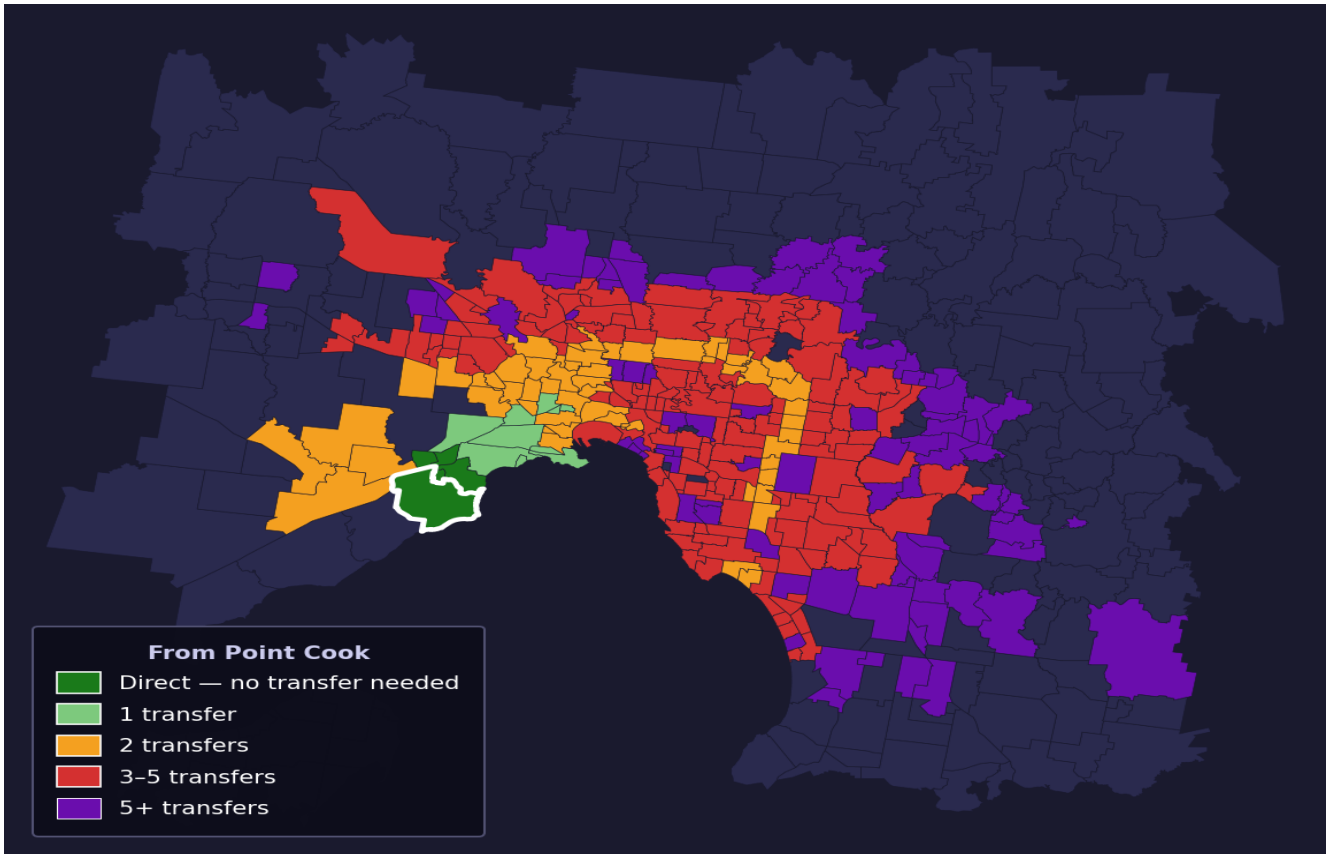 From Point Cook
Direct — no transfer needed
1 transfer
2 transfers
3–5 transfers
5+ transfers